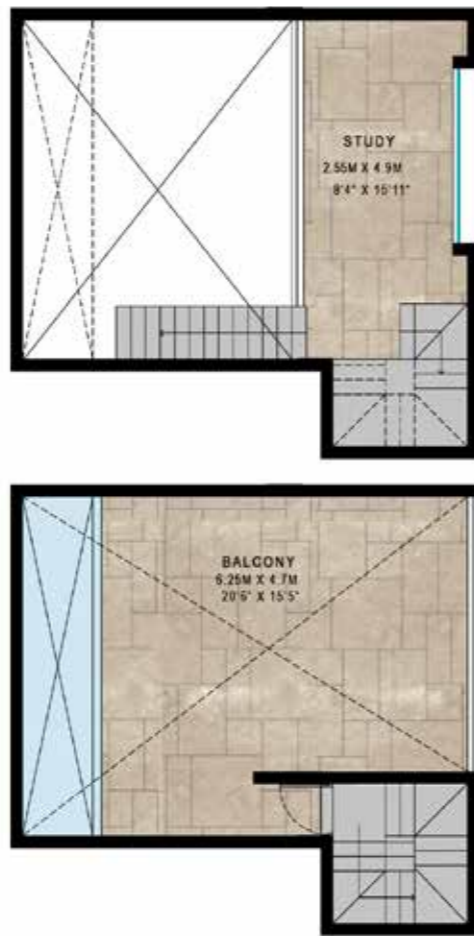 STUDY
2.55M X 4.9M
8'4" X 15'11"
BALCONY
6.25M X 4.7M
20'6" X 15'5"